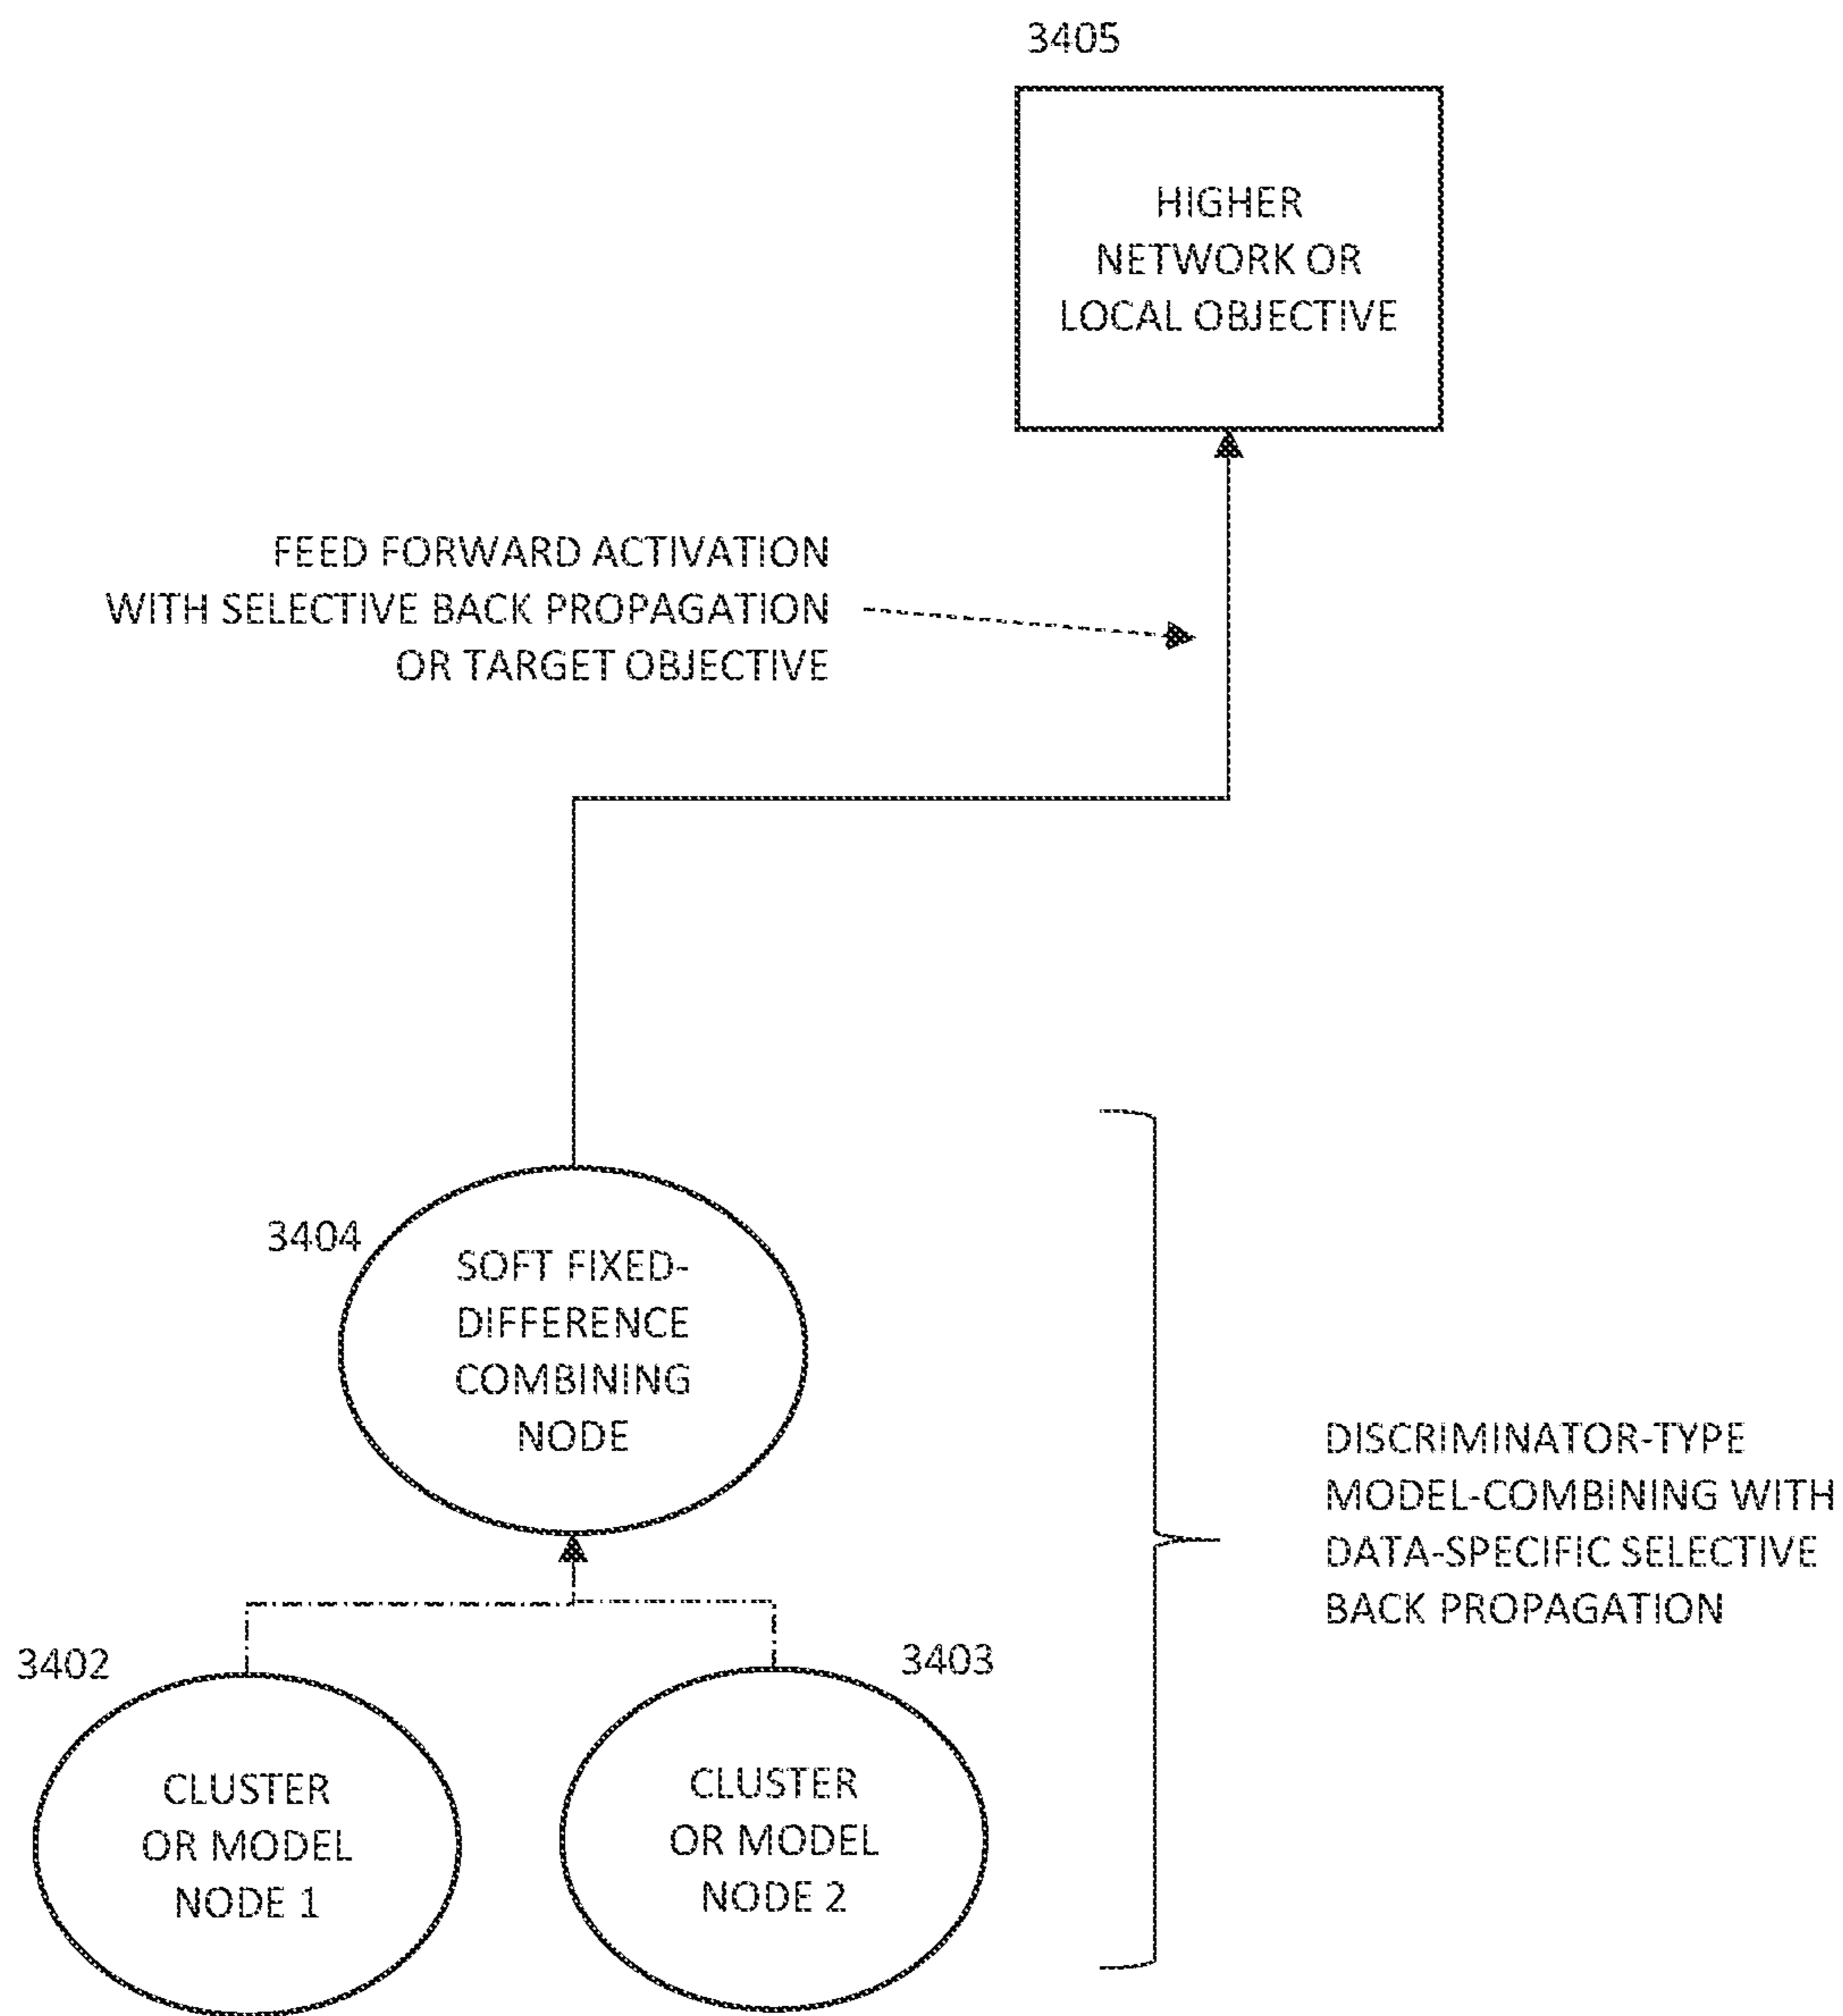 3405
HIGHER
NETWORK OR
LOCAL OBJECTIVE
FEED FORWARD ACTIVATION
WITH SELECTIVE BACK PROPAGATION
OR TARGET OBJECTIVE
3404
SOFT FIXED-
DIFFERENCE
COMBINING
NODE
DISCRIMINATOR-TYPE
MODEL-COMBINING WITH
DATA-SPECIFIC SELECTIVE
BACK PROPAGATION
3402
CLUSTER
OR MODEL
NODE 1
3403
CLUSTER
OR MODEL
NODE 2